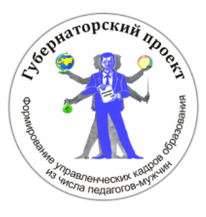 Губернаторский проект
Формирование управленческих кадров образования
из числа педагогов-мужчин